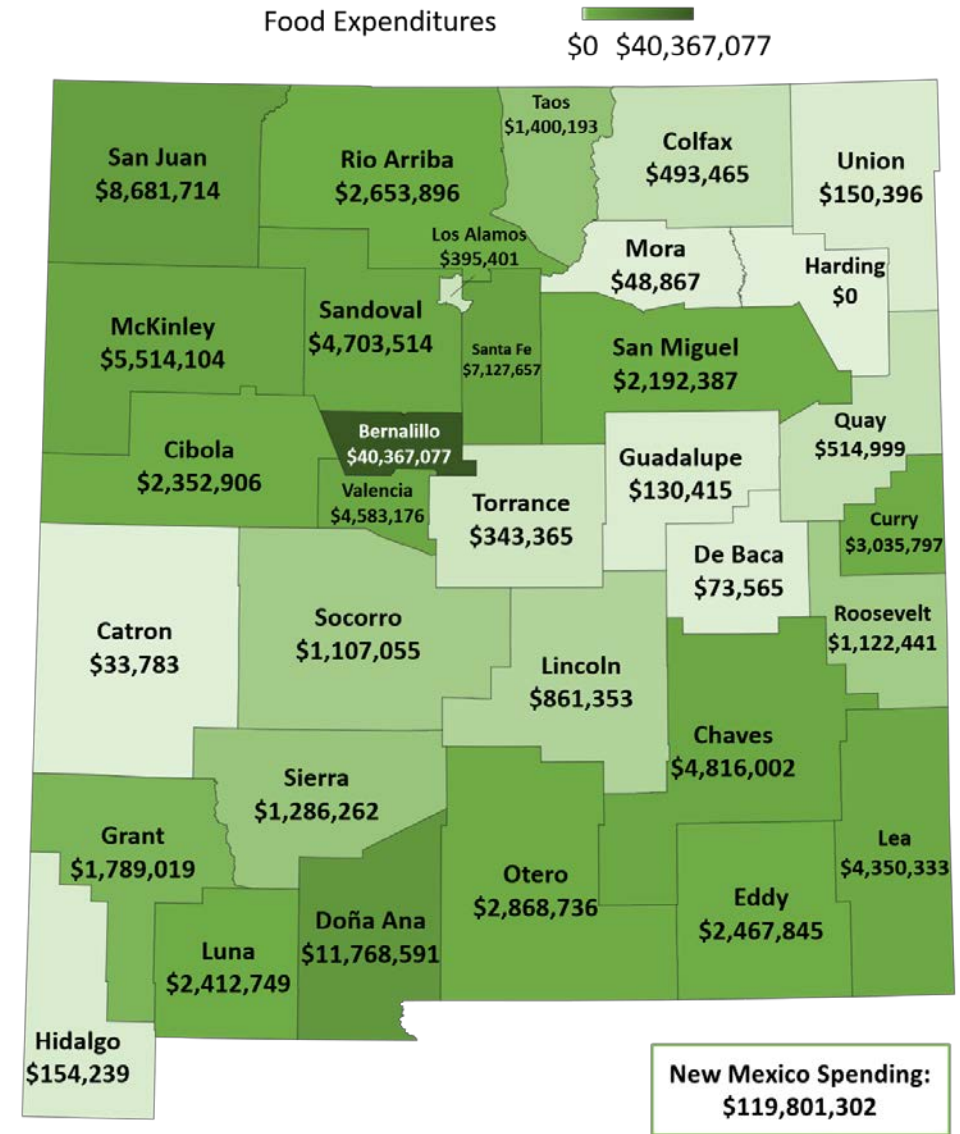 Food Expenditures
$0 $40,367,077
Taos
$1,400,193
San Juan
$8,681,714
Rio Arriba
$2,653,896
Colfax
$493,465
Union
$150,396
Los Alamos
$395,401
Mora
$48,867
Harding
$0
McKinley
$5,514,104
Sandoval
$4,703,514
Santa Fe
$7,127,657
San Miguel
$2,192,387
Quay
$514,999
Cibola
$2,352,906
Bernalillo
$40,367,077
Valencia
$4,583,176
Torrance
$343,365
Guadalupe
$130,415
Curry
$3,035,797
De Baca
$73,565
Catron
$33,783
Socorro
$1,107,055
Roosevelt
$1,122,441
Lincoln
$861,353
Chaves
$4,816,002
Sierra
$1,286,262
Grant
$1,789,019
Lea
$4,350,333
Otero
$2,868,736
Eddy
$2,467,845
Doña Ana
$11,768,591
Luna
$2,412,749
Hidalgo
$154,239
New Mexico Spending:
$119,801,302